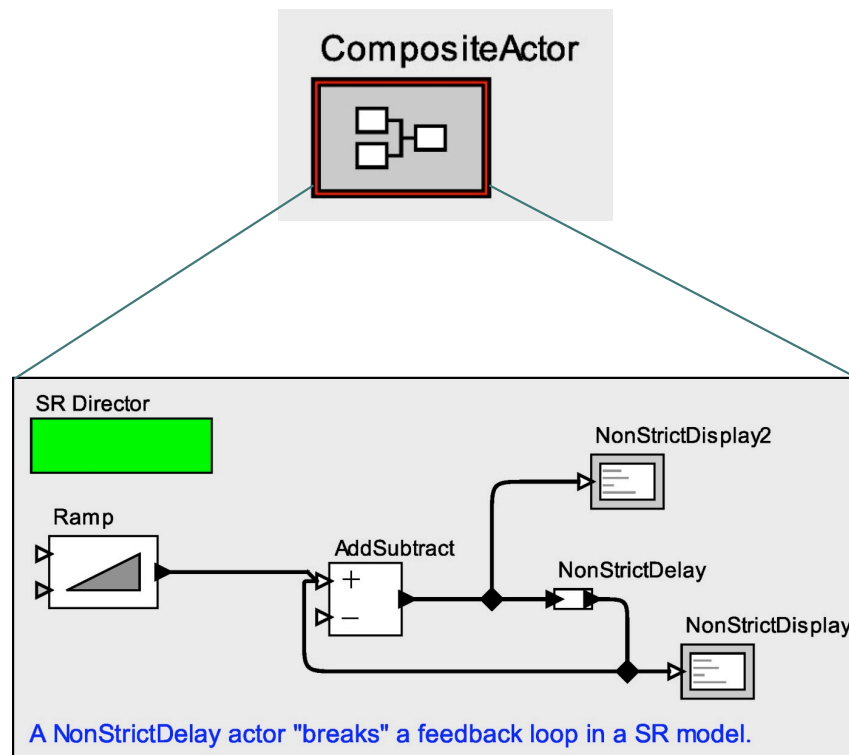 CompositeActor
SR Director
NonStrictDisplay2
Ramp
AddSubtract
+
−
NonStrictDelay
NonStrictDisplay
A NonStrictDelay actor "breaks" a feedback loop in a SR model.